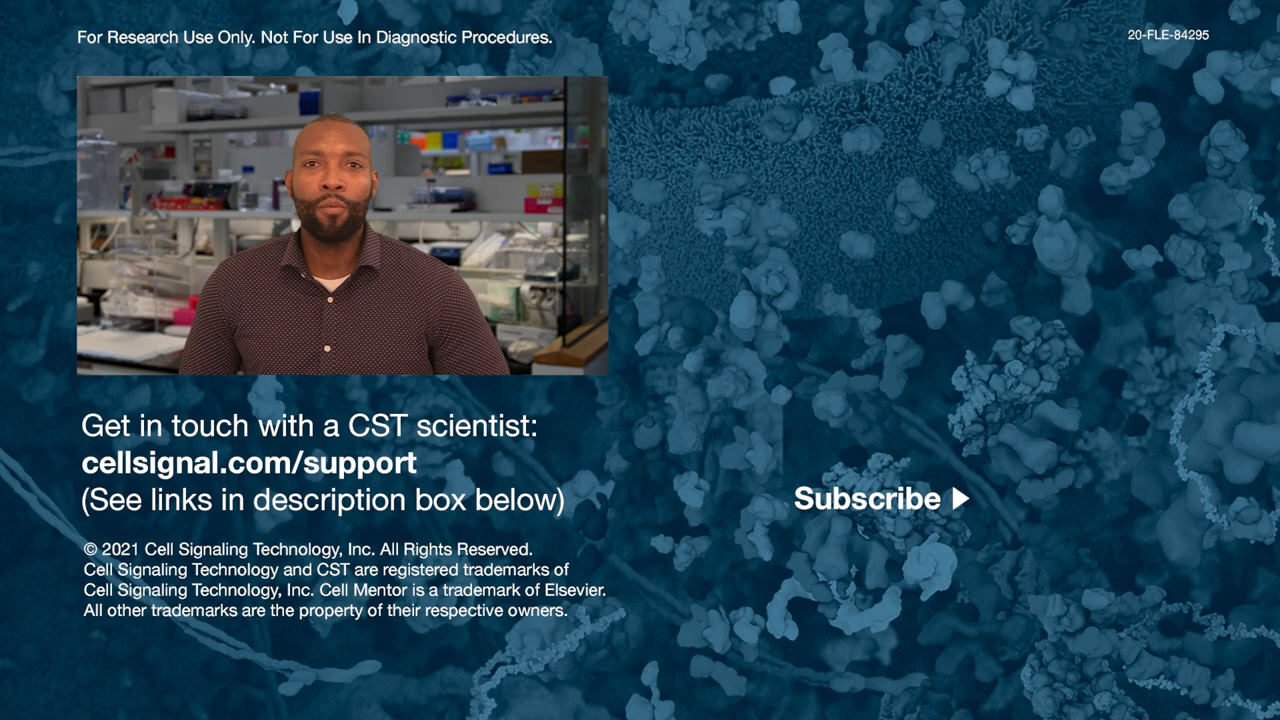 For Research Use Only. Not For Use In Diagnostic Procedures.
20-FLE-84295
Get in touch with a CST scientist:
cellsignal.com/support
(See links in description box below)
Subscribe
© 2021 Cell Signaling Technology, Inc. All Rights Reserved.
Cell Signaling Technology and CST are registered trademarks of
Cell Signaling Technology, Inc. Cell Mentor is a trademark of Elsevier.
All other trademarks are the property of their respective owners.